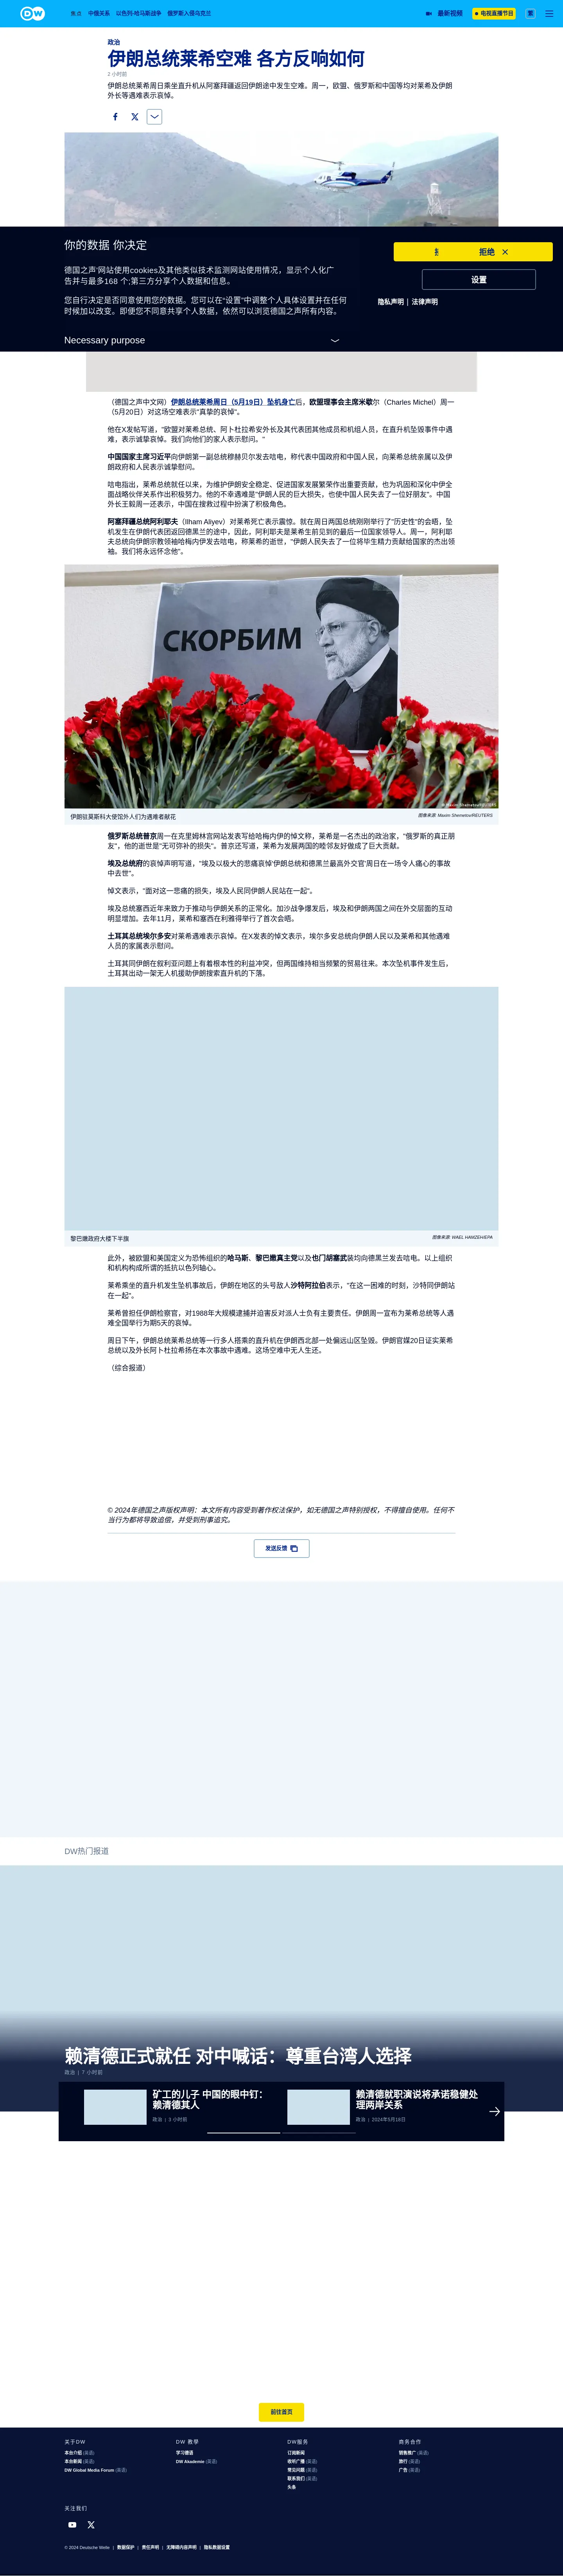 DW
焦点 中俄关系 以色列-哈马斯战争 俄罗斯入侵乌克兰
最新视频
电视直播节目
繁
政治
伊朗总统莱希空难 各方反响如何
2 小时前
伊朗总统莱希周日乘坐直升机从阿塞拜疆返回伊朗途中发生空难。周一，欧盟、俄罗斯和中国等均对莱希及伊朗
外长等遇难表示哀悼。
你的数据 你决定
德国之声网站使用cookies及其他类似技术监测网站使用情况，显示个人化广
告并与最多168 个;第三方分享个人数据和信息。
您自行决定是否同意使用您的数据。您可以在"设置"中调整个人具体设置并在任何
时候加以改变。即使您不同意共享个人数据，依然可以浏览德国之声所有内容。
Necessary purpose
拒绝
设置
隐私声明 | 法律声明
（德国之声中文网）伊朗总统莱希周日（5月19日）坠机身亡后，欧盟理事会主席米歇尔（Charles Michel）周一
（5月20日）对这场空难表示"真挚的哀悼"。
他在X发帖写道，"欧盟对莱希总统、阿卜杜拉希安外长及其代表团其他成员和机组人员，在直升机坠毁事件中遇
难，表示诚挚哀悼。我们向他们的家人表示慰问。"
中国国家主席习近平向伊朗第一副总统穆赫贝尔发去唁电，称代表中国政府和中国人民，向莱希总统亲属以及伊
朗政府和人民表示诚挚慰问。
唁电指出，莱希总统就任以来，为维护伊朗安全稳定、促进国家发展繁荣作出重要贡献，也为巩固和深化中伊全
面战略伙伴关系作出积极努力。他的不幸遇难是"伊朗人民的巨大损失，也使中国人民失去了一位好朋友"。中国
外长王毅周一还表示，中国在搜救过程中扮演了积极角色。
阿塞拜疆总统阿利耶夫（Ilham Aliyev）对莱希死亡表示震惊。就在周日两国总统刚刚举行了"历史性"的会晤，坠
机发生在伊朗代表团返回德黑兰的途中，因此，阿利耶夫是莱希生前见到的最后一位国家领导人。周一，阿利耶
夫总统向伊朗宗教领袖哈梅内伊发去唁电，称莱希的逝世，"伊朗人民失去了一位将毕生精力贡献给国家的杰出领
袖。我们将永远怀念他"。
СКОРБИМ
伊朗驻莫斯科大使馆外人们为遇难者献花
图像来源: Maxim Shemetov/REUTERS
俄罗斯总统普京周一在克里姆林宫网站发表写给哈梅内伊的悼文称，莱希是一名杰出的政治家，"俄罗斯的真正朋
友"，他的逝世是"无可弥补的损失"。普京还写道，莱希为发展两国的睦邻友好做成了巨大贡献。
埃及总统府的哀悼声明写道，"埃及以极大的悲痛哀悼'伊朗总统和德黑兰最高外交官'周日在一场令人痛心的事故
中去世"。
悼文表示，"面对这一悲痛的损失，埃及人民同伊朗人民站在一起"。
埃及总统塞西近年来致力于推动与伊朗关系的正常化。加沙战争爆发后，埃及和伊朗两国之间在外交层面的互动
明显增加。去年11月，莱希和塞西在利雅得举行了首次会晤。
土耳其总统埃尔多安对莱希遇难表示哀悼。在X发表的悼文表示，埃尔多安总统向伊朗人民以及莱希和其他遇难
人员的家属表示慰问。
土耳其同伊朗在叙利亚问题上有着根本性的利益冲突，但两国维持相当频繁的贸易往来。本次坠机事件发生后，
土耳其出动一架无人机援助伊朗搜索直升机的下落。
黎巴嫩政府大楼下半旗
图像来源: WAEL HAMZEH/EPA
此外，被欧盟和美国定义为恐怖组织的哈马斯、黎巴嫩真主党以及也门胡塞武装均向德黑兰发去唁电。以上组织
和机构构成所谓的抵抗以色列轴心。
莱希乘坐的直升机发生坠机事故后，伊朗在地区的头号敌人沙特阿拉伯表示，"在这一困难的时刻，沙特同伊朗站
在一起"。
莱希曾担任伊朗检察官，对1988年大规模逮捕并迫害反对派人士负有主要责任。伊朗周一宣布为莱希总统等人遇
难全国举行为期5天的哀悼。
周日下午，伊朗总统莱希总统等一行多人搭乘的直升机在伊朗西北部一处偏远山区坠毁。伊朗官媒20日证实莱希
总统以及外长阿卜杜拉希扬在本次事故中遇难。这场空难中无人生还。
（综合报道）
© 2024年德国之声版权声明：本文所有内容受到著作权法保护，如无德国之声特别授权，不得擅自使用。任何不
当行为都将导致追偿，并受到刑事追究。
发送反馈
DW热门报道
赖清德正式就任 对中喊话：尊重台湾人选择
政治 | 7 小时前
矿工的儿子 中国的眼中钉：
赖清德其人
政治 | 3 小时前
赖清德就职演说将承诺稳健处
理两岸关系
政治 | 2024年5月18日
前往首页
关于DW
本台介绍 (英语)
本台新闻 (英语)
DW Global Media Forum (英语)
DW 教學
学习德语
DW Akademie (英语)
DW服务
订阅新闻
收听广播 (英语)
常见问题 (英语)
联系我们 (英语)
头条
商务合作
销售推广 (英语)
旅行 (英语)
广告 (英语)
关注我们
© 2024 Deutsche Welle | 数据保护 | 责任声明 | 无障碍内容声明 | 隐私数据设置